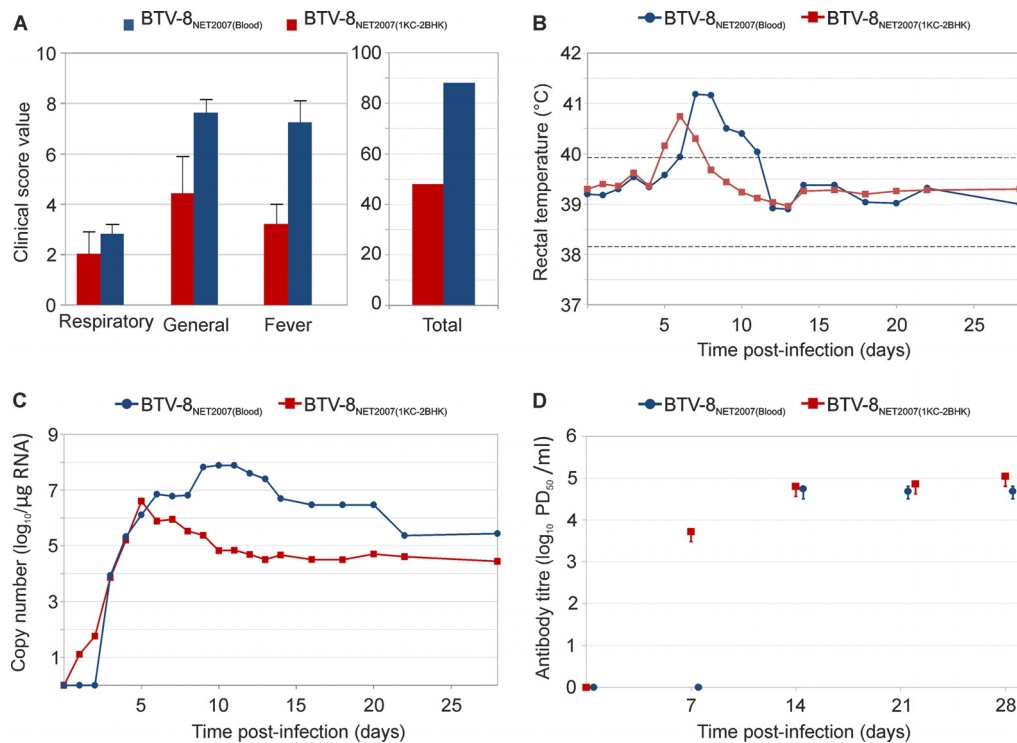 A
BTV-8NET2007(Blood) BTV-8NET2007(1KC-2BHK)
Clinical score value
10
8
6
4
2
0
Respiratory General Fever
100
80
60
40
20
0
Total
B
BTV-8NET2007(Blood) BTV-8NET2007(1KC-2BHK)
Rectal temperature (°C)
42
41
40
39
38
37
5 10 15 20 25
Time post-infection (days)
C
BTV-8NET2007(Blood) BTV-8NET2007(1KC-2BHK)
Copy number (log10/µg RNA)
9
7
5
3
1
5 10 15 20 25
Time post-infection (days)
D
BTV-8NET2007(Blood) BTV-8NET2007(1KC-2BHK)
Antibody titre (log10 PD50/ml)
6
5
4
3
2
1
0
7 14 21 28
Time post-infection (days)